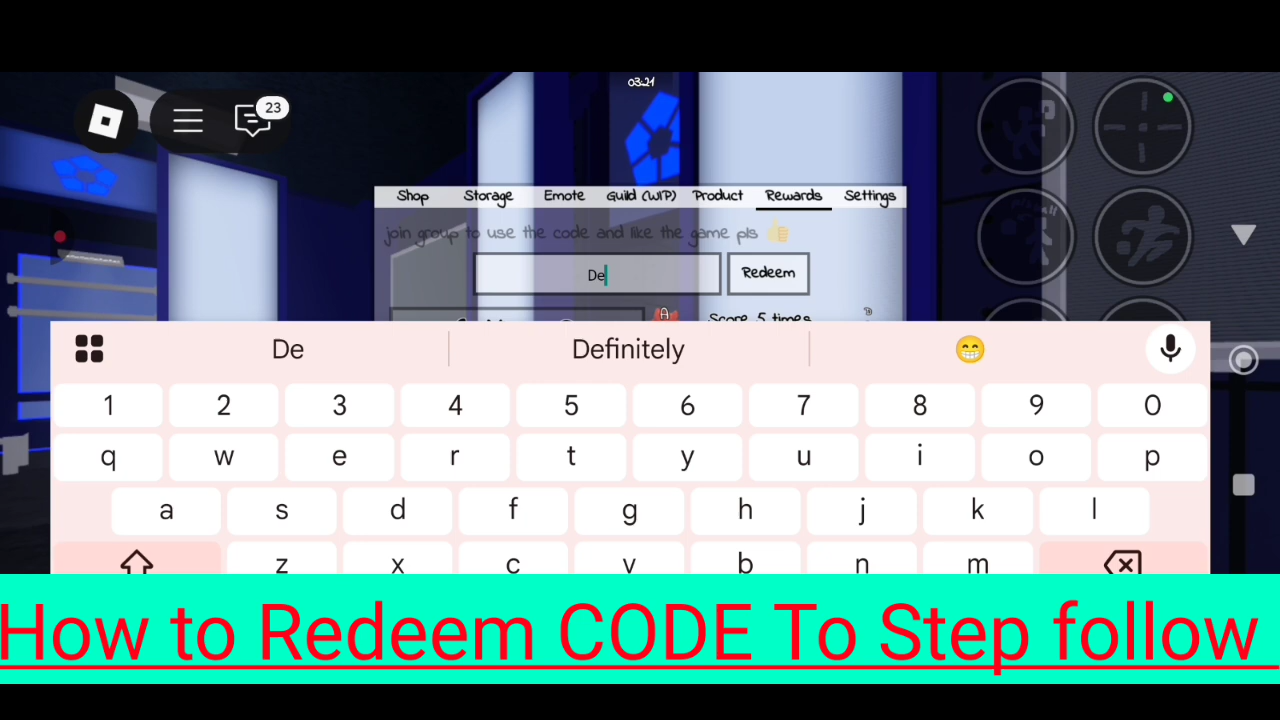 03:21
23
Shop Storage Emote Guild (WIP) Product Rewards Settings
join group to use the code and like the game pls 👍
De Redeem
A
Score 5 times
De Definitely 😁
1 2 3 4 5 6 7 8 9 0
q w e r t y u i o p
a s d f g h j k l
z x c v b n m
How to Redeem CODE To Step follow